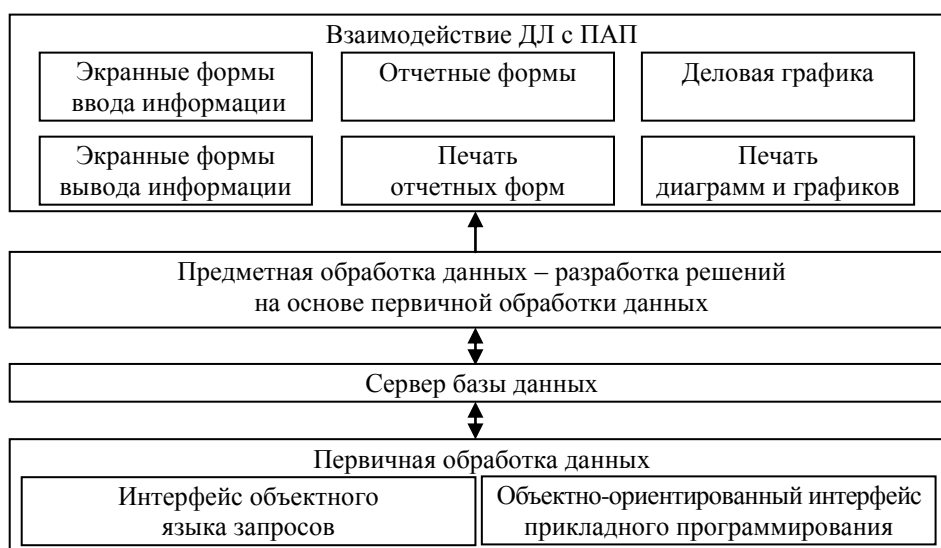 Взаимодействие ДЛ с ПАП
Экранные формы
ввода информации
Отчетные формы
Деловая графика
Экранные формы
вывода информации
Печать
отчетных форм
Печать
диаграмм и графиков
Предметная обработка данных – разработка решений
на основе первичной обработки данных
Сервер базы данных
Первичная обработка данных
Интерфейс объектного
языка запросов
Объектно-ориентированный интерфейс
прикладного программирования